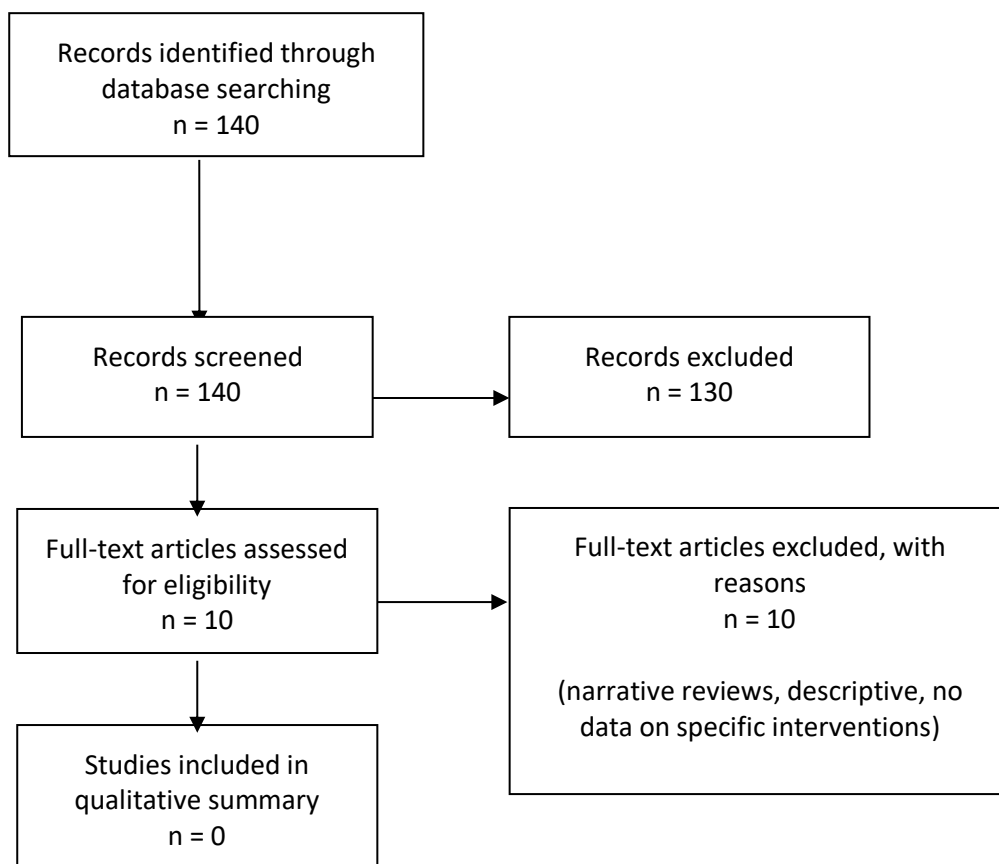 Records identified through
database searching
n = 140
Records screened
n = 140
Records excluded
n = 130
Full-text articles assessed
for eligibility
n = 10
Full-text articles excluded, with
reasons
n = 10
(narrative reviews, descriptive, no
data on specific interventions)
Studies included in
qualitative summary
n = 0